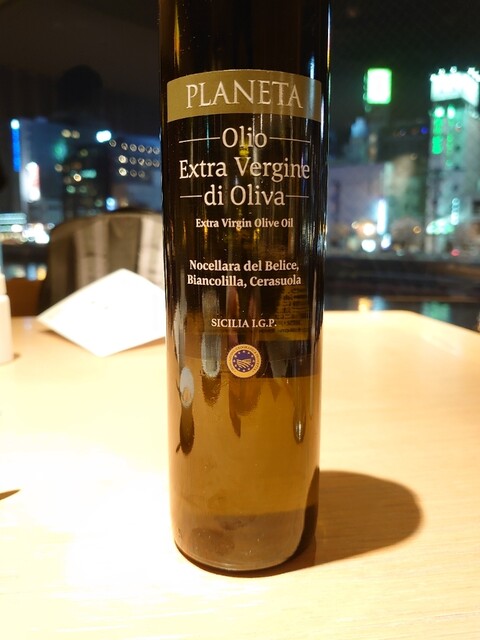 PLANETA
Olio
Extra Vergine
di Oliva
Extra Virgin Olive Oil
Nocellara del Belice,
Biancolilla, Cerasuola
SICILIA I.G.P.